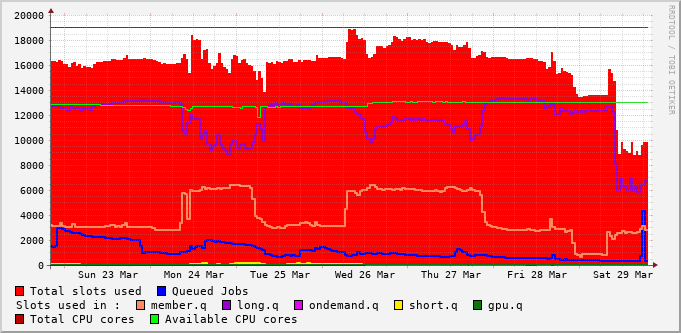 20000
18000
16000
14000
12000
10000
8000
6000
4000
2000
0
Sun 23 Mar Mon 24 Mar Tue 25 Mar Wed 26 Mar Thu 27 Mar Fri 28 Mar Sat 29 Mar
RRDTOOL / TOBI OETIKER
Total slots used Queued Jobs
Slots used in : member.q long.q ondemand.q short.q gpu.q
Total CPU cores Available CPU cores